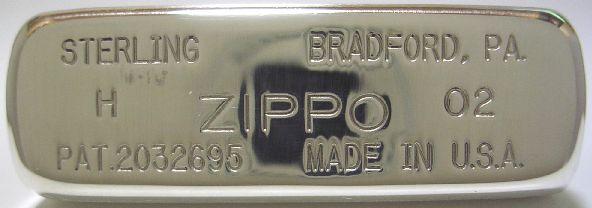 STERLING BRADFORD, PA.
H ZIPPO 02
PAT.2032695 MADE IN U.S.A.